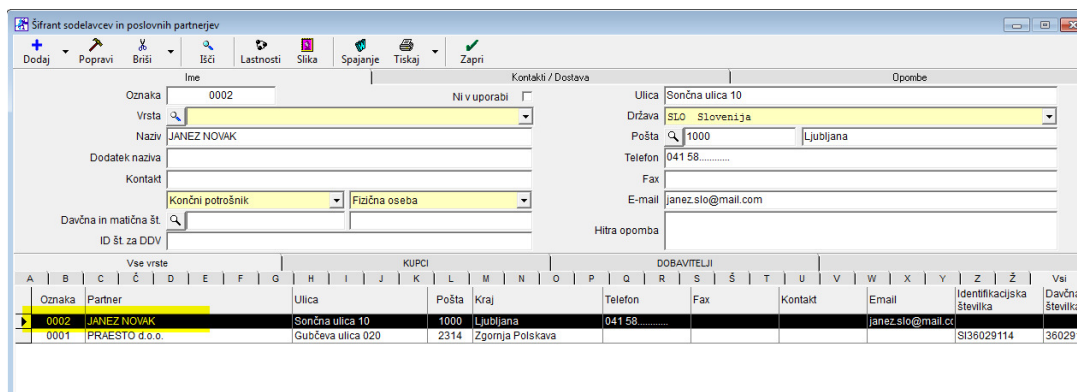 Šifrant sodelavcev in poslovnih partnerjev
Dodaj Popravi Briši Išči Lastnosti Slika Spajanje Tiskaj Zapri
Ime Kontakti / Dostava Opombe
Oznaka 0002 Ni v uporabi Ulica Sončna ulica 10
Vrsta Država SLO Slovenija
Naziv JANEZ NOVAK Pošta 1000 Ljubljana
Dodatek naziva Telefon 041 58............
Kontakt Fax
Končni potrošnik Fizična oseba E-mail janez.slo@mail.com
Davčna in matična št. Hitra opomba
ID št. za DDV
Vse vrste KUPCI DOBAVITELJI
A B C Č D E F G H I J K L M N O P Q R S Š T U V W X Y Z Ž Vsi
Oznaka Partner Ulica Pošta Kraj Telefon Fax Kontakt Email Identifikacijska številka Davčna številka
0002 JANEZ NOVAK Sončna ulica 10 1000 Ljubljana 041 58............ janez.slo@mail.cc
0001 PRAESTO d.o.o. Gubčeva ulica 020 2314 Zgornja Polskava SI36029114 36029